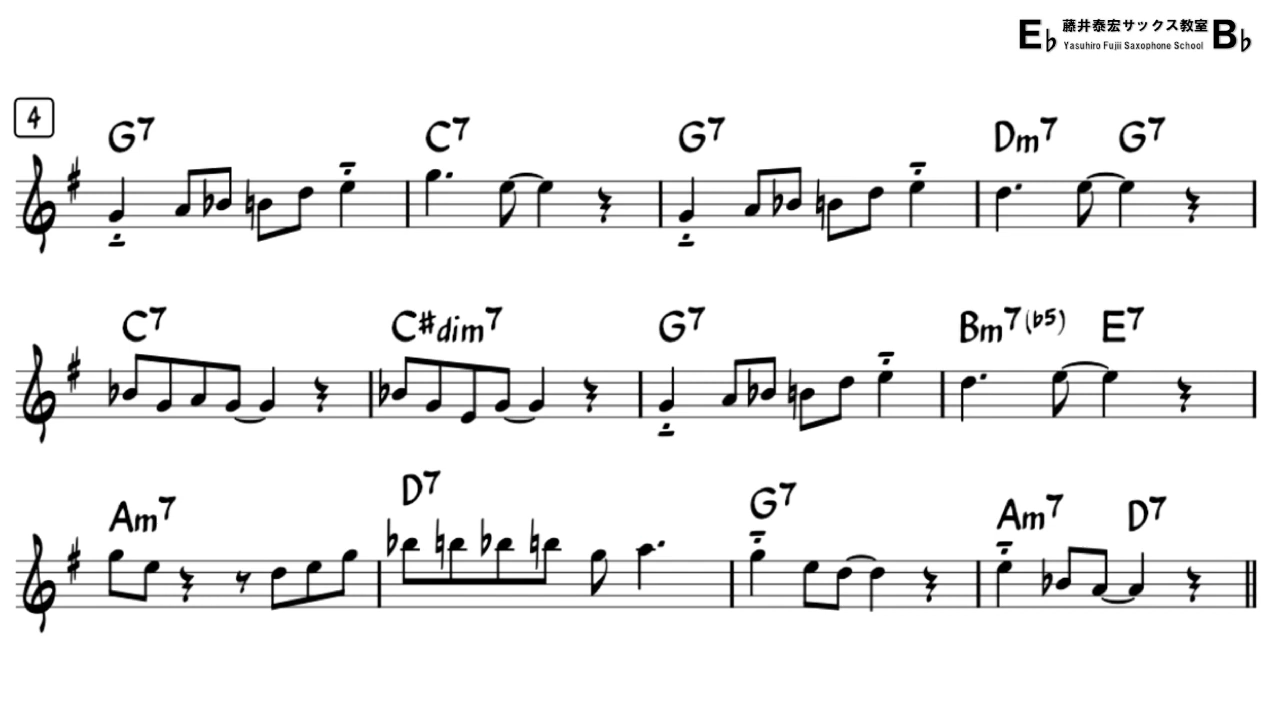 E♭ 藤井泰宏サックス教室 B♭
Yasuhiro Fujii Saxophone School
4
G7 C7 G7 Dm7 G7
C7 C#dim7 G7 Bm7(♭5) E7
Am7 D7 G7 Am7 D7